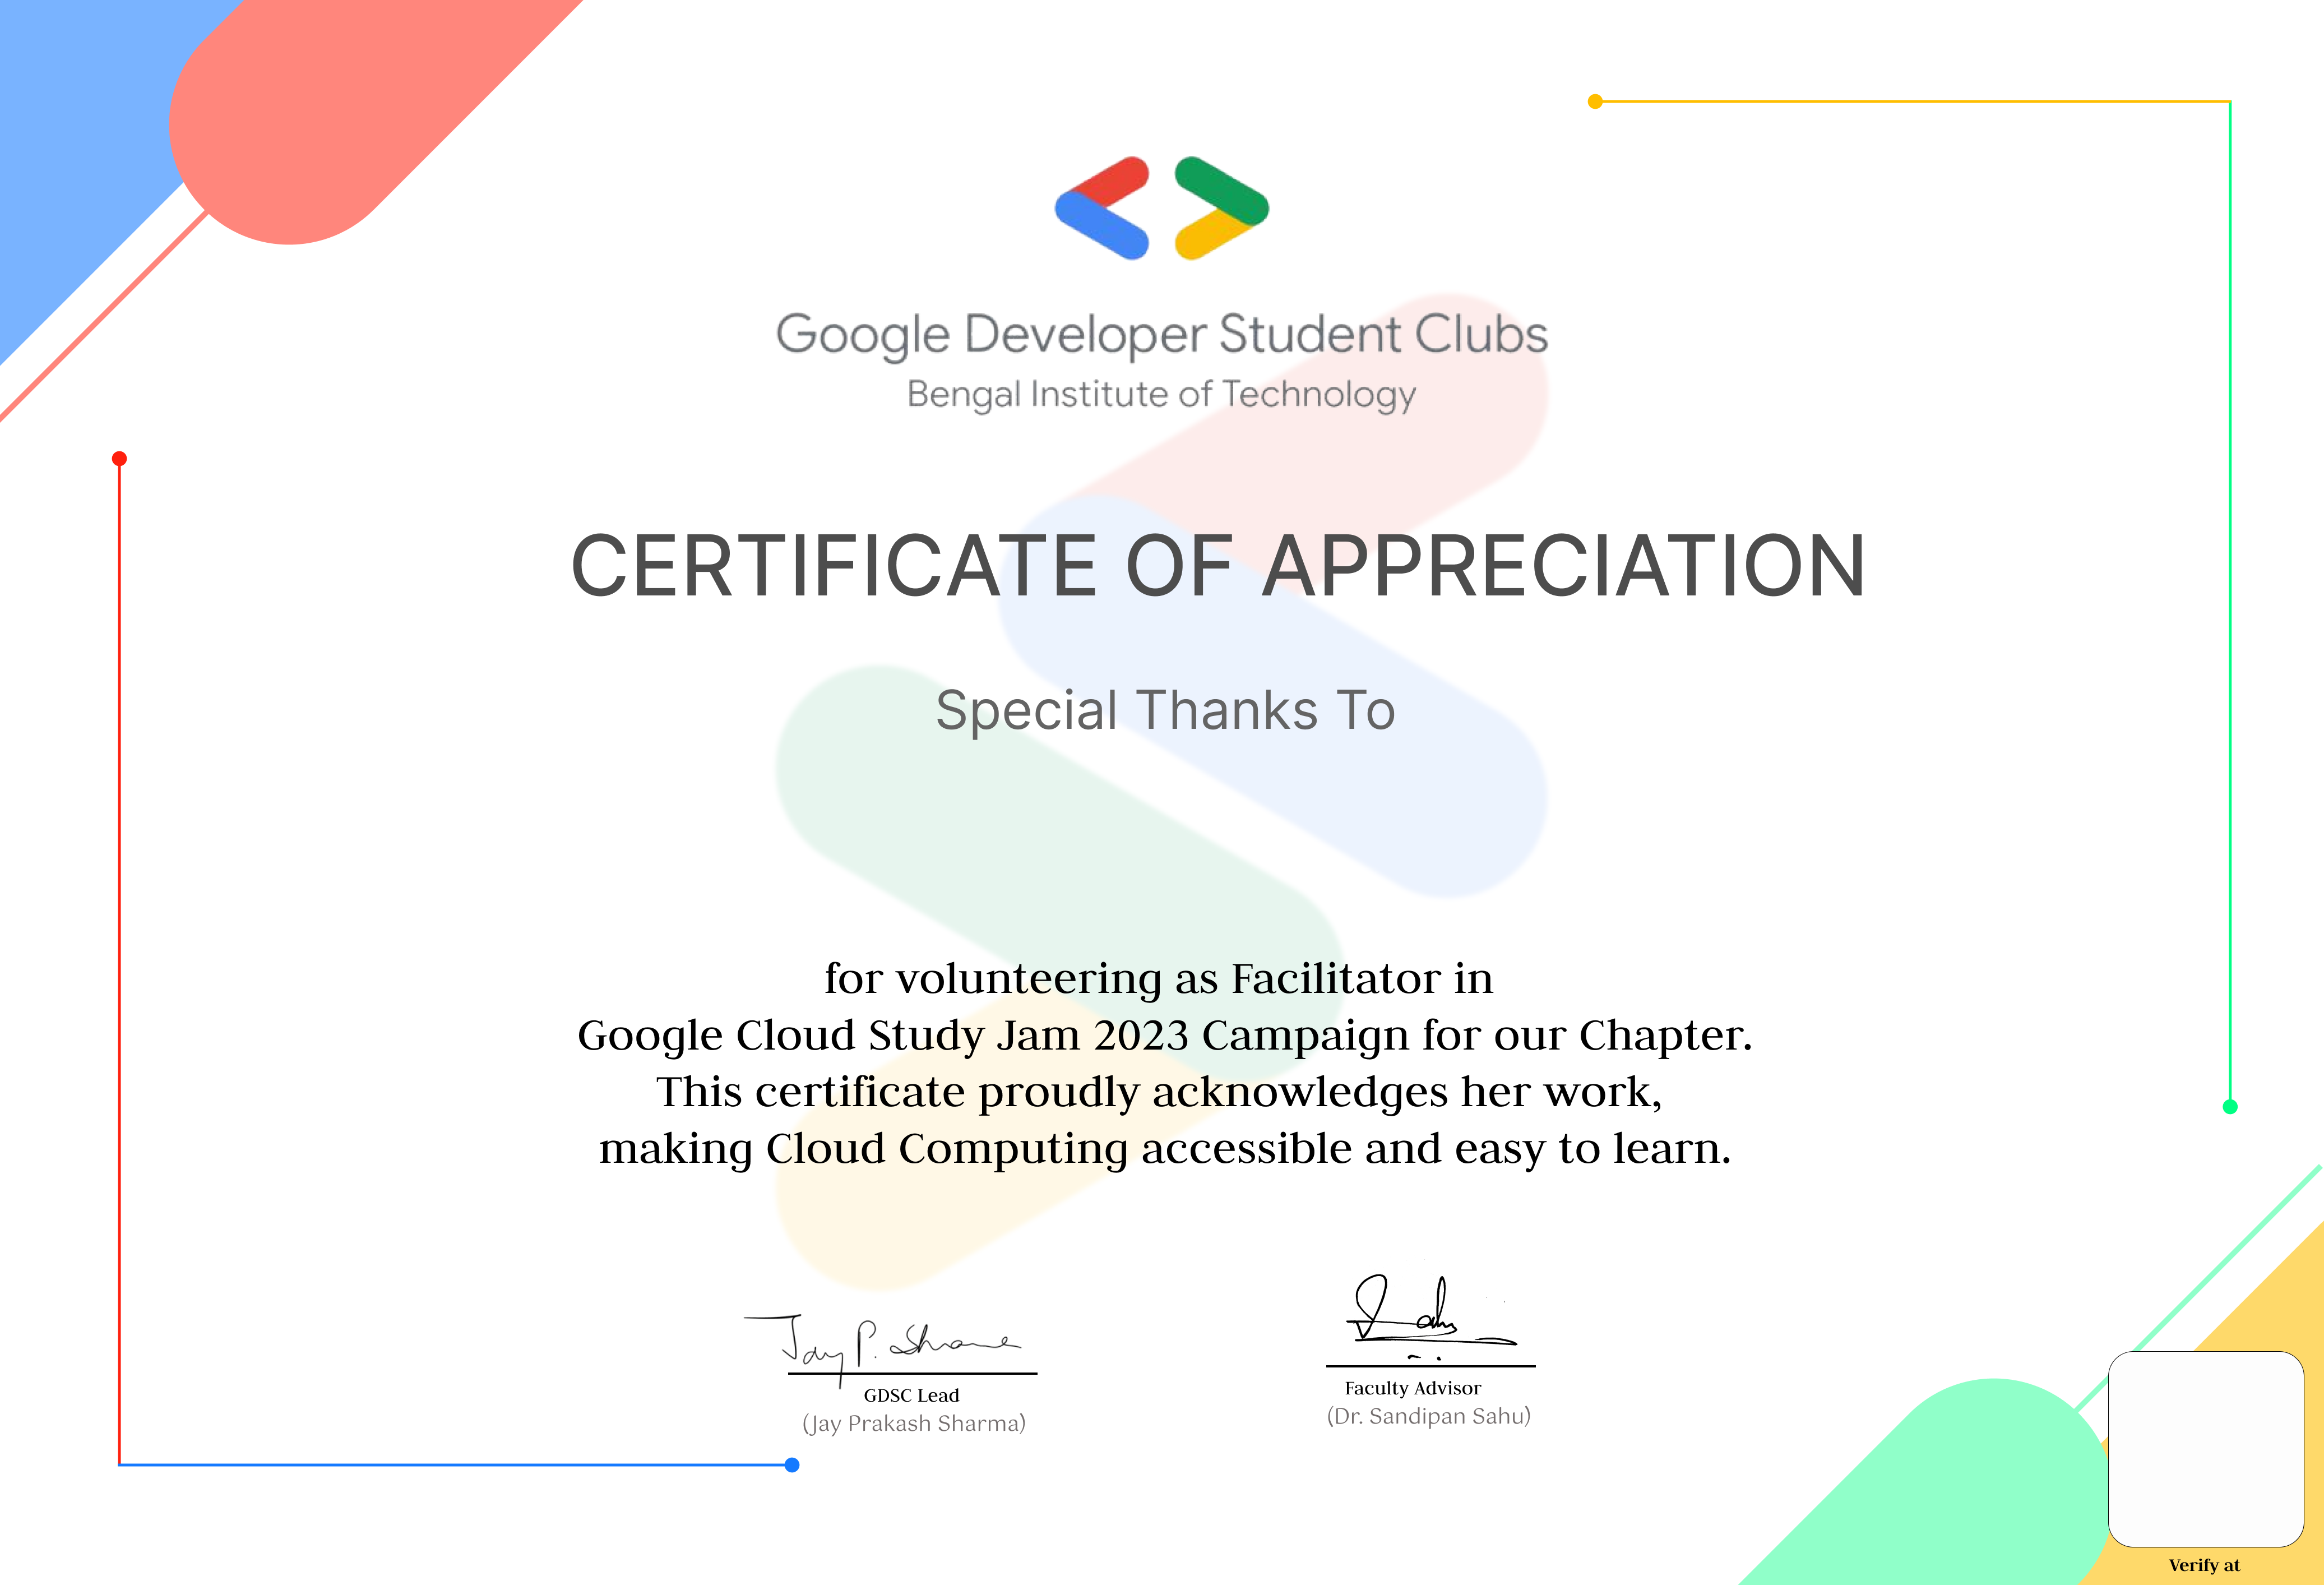 Google Developer Student Clubs
Bengal Institute of Technology
CERTIFICATE OF APPRECIATION
Special Thanks To
for volunteering as Facilitator in
Google Cloud Study Jam 2023 Campaign for our Chapter.
This certificate proudly acknowledges her work,
making Cloud Computing accessible and easy to learn.
Jay P. Sharma
GDSC Lead
(Jay Prakash Sharma)
Sahu
Faculty Advisor
(Dr. Sandipan Sahu)
Verify at